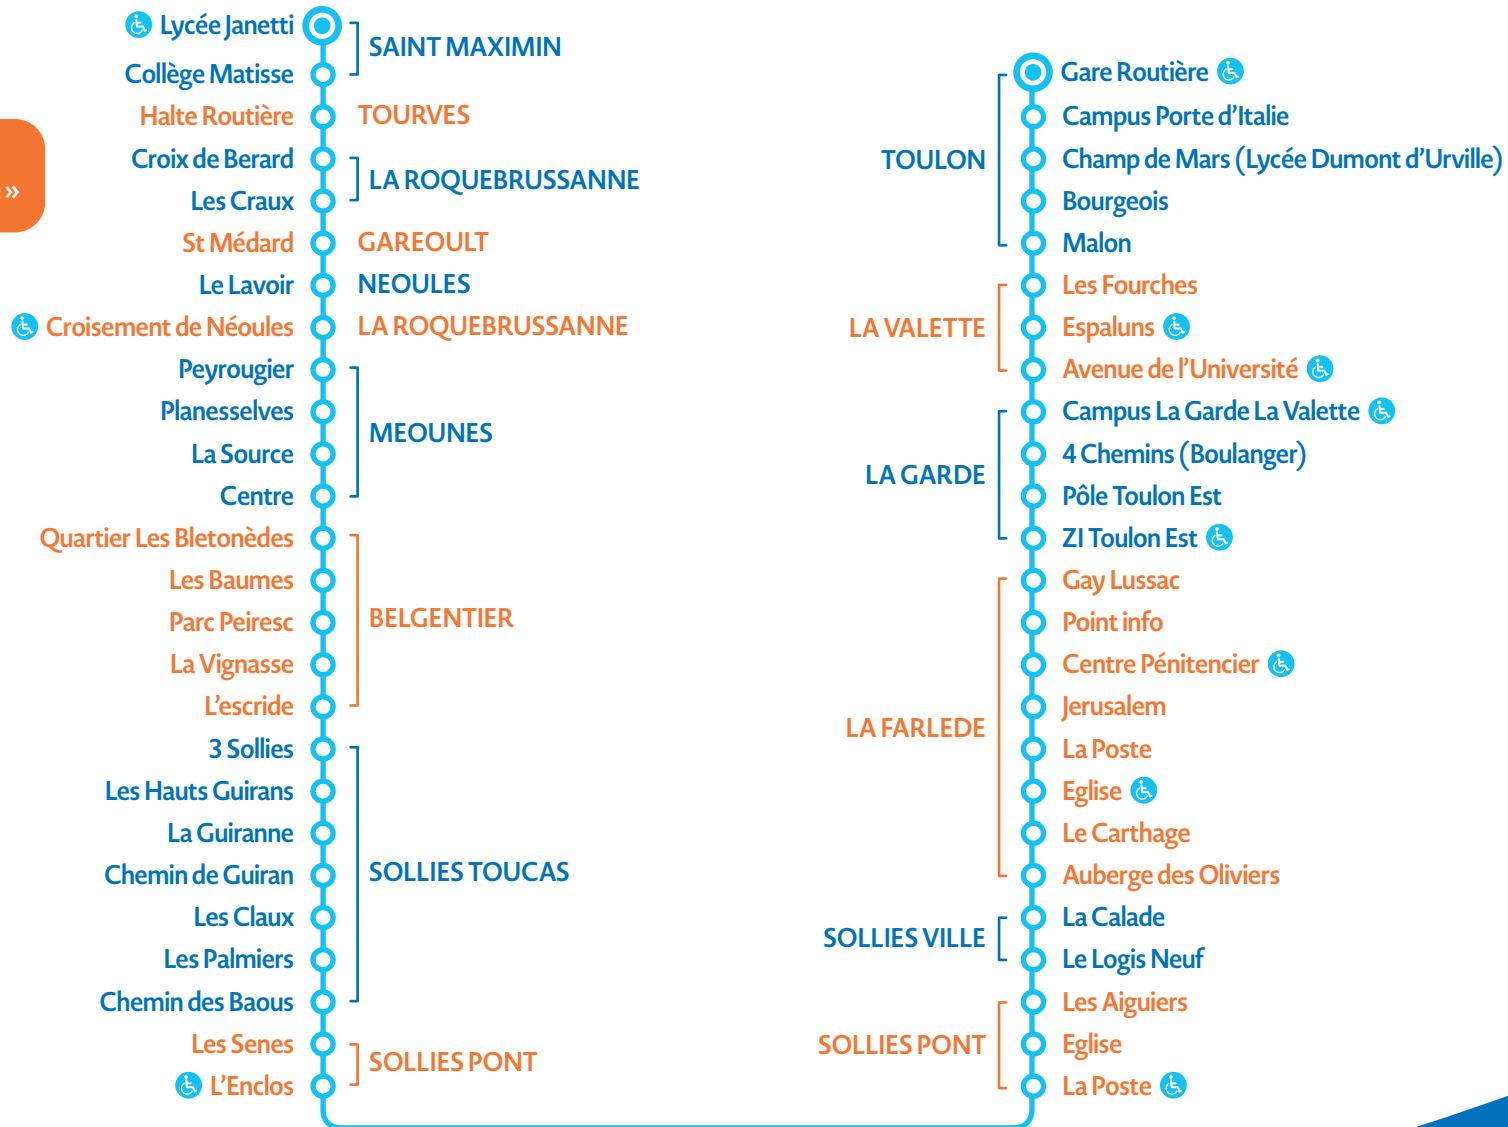 Lycée Janetti
SAINT MAXIMIN
Collège Matisse
Halte Routière
TOURVES
Croix de Berard
LA ROQUEBRUSSANNE
Les Craux
St Médard
GAREOULT
Le Lavoir
NEOULES
Croisement de Néoules
LA ROQUEBRUSSANNE
Peyrougier
Planesselves
MEOUNES
La Source
Centre
Quartier Les Bletonèdes
Les Baumes
BELGENTIER
Parc Peiresc
La Vignasse
L'escride
3 Sollies
Les Hauts Guirans
La Guiranne
SOLLIES TOUCAS
Chemin de Guiran
Les Claux
Les Palmiers
Chemin des Baous
Les Senes
SOLLIES PONT
L'Enclos
»
Gare Routière
Campus Porte d'Italie
TOULON
Champ de Mars (Lycée Dumont d'Urville)
Bourgeois
Malon
Les Fourches
LA VALETTE
Espaluns
Avenue de l'Université
Campus La Garde La Valette
4 Chemins (Boulanger)
LA GARDE
Pôle Toulon Est
ZI Toulon Est
Gay Lussac
Point info
Centre Pénitencier
Jerusalem
LA FARLEDE
La Poste
Eglise
Le Carthage
Auberge des Oliviers
La Calade
SOLLIES VILLE
Le Logis Neuf
Les Aiguiers
SOLLIES PONT
Eglise
La Poste